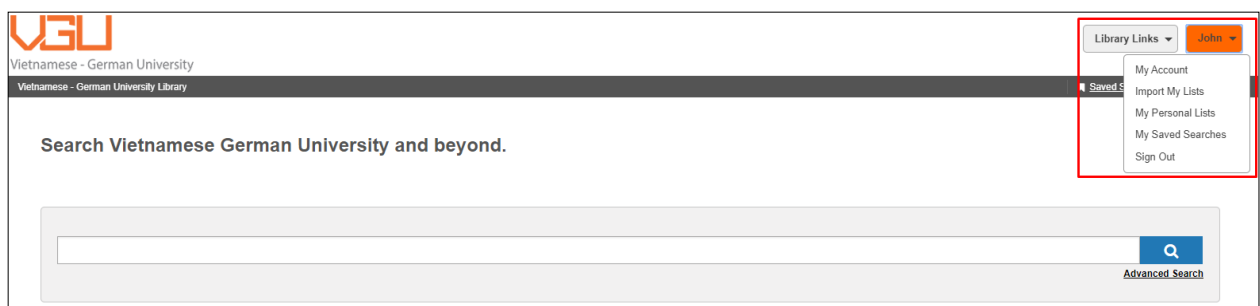 VGU
Library Links
John
Vietnamese - German University
My Account
Vietnamese - German University Library
Saved S
Import My Lists
My Personal Lists
Search Vietnamese German University and beyond.
My Saved Searches
Sign Out
Advanced Search